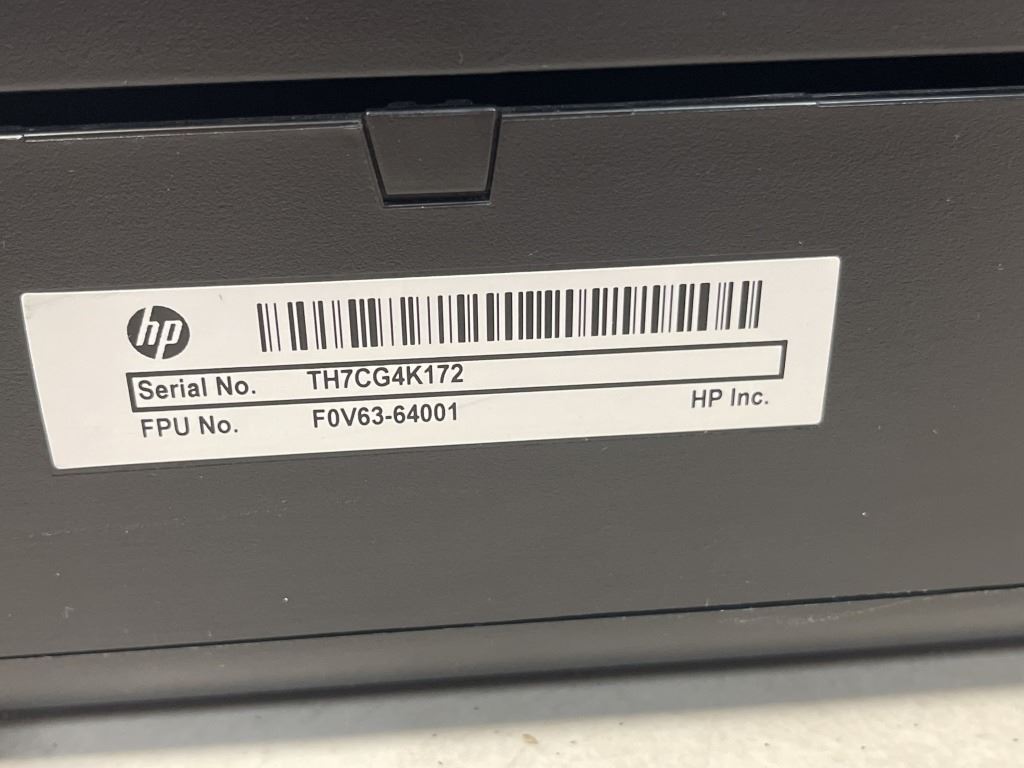 hp
Serial No. TH7CG4K172
FPU No. F0V63-64001
HP Inc.